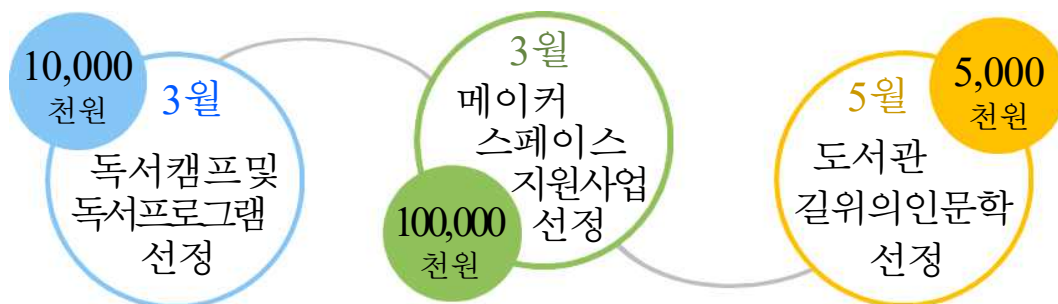 10,000
천원
3월
독서캠프및
독서프로그램
선정
3월
메이커
스페이스
지원사업
선정
100,000
천원
5월
5,000
천원
도서관
길위의인문학
선정